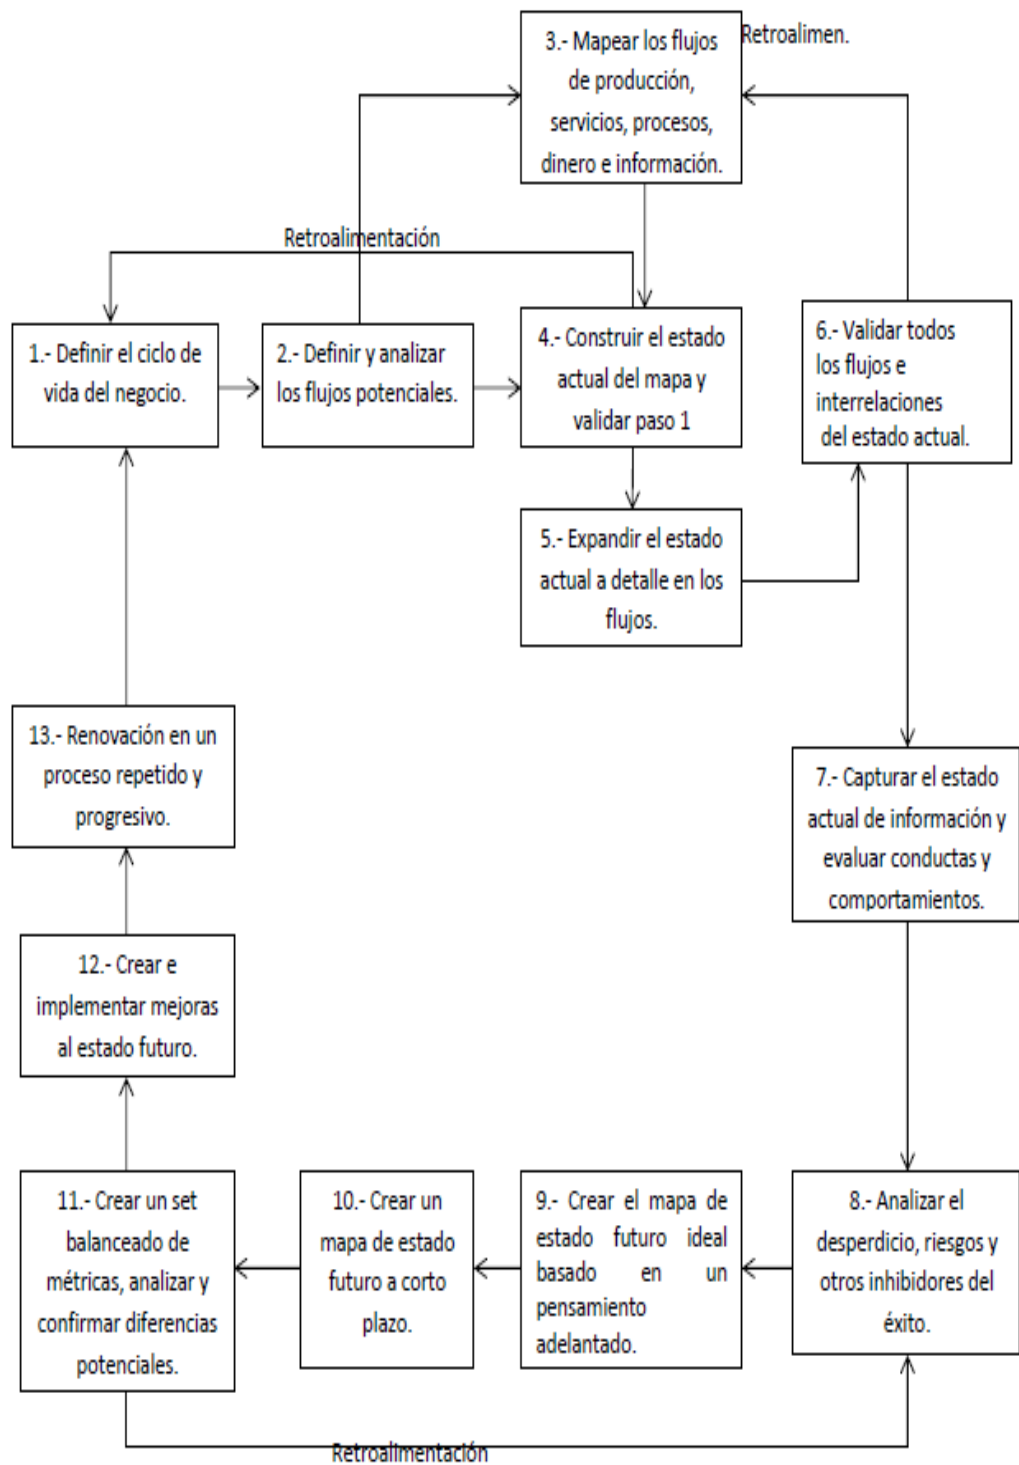 3.- Mapear los flujos
de producción,
servicios, procesos,
dinero e información.
Retroalimen.
Retroalimentación
1.- Definir el ciclo de
vida del negocio.
2.- Definir y analizar
los flujos potenciales.
4.- Construir el estado
actual del mapa y
validar paso 1
6.- Validar todos
los flujos e
interrelaciones
del estado actual.
5.- Expandir el estado
actual a detalle en los
flujos.
13.- Renovación en un
proceso repetido y
progresivo.
7.- Capturar el estado
actual de información y
evaluar conductas y
comportamientos.
12.- Crear e
implementar mejoras
al estado futuro.
11.- Crear un set
balanceado de
métricas, analizar y
confirmar diferencias
potenciales.
10.- Crear un
mapa de estado
futuro a corto
plazo.
9.- Crear el mapa de
estado futuro ideal
basado en un
pensamiento
adelantado.
8.- Analizar el
desperdicio, riesgos y
otros inhibidores del
éxito.
Retroalimentación